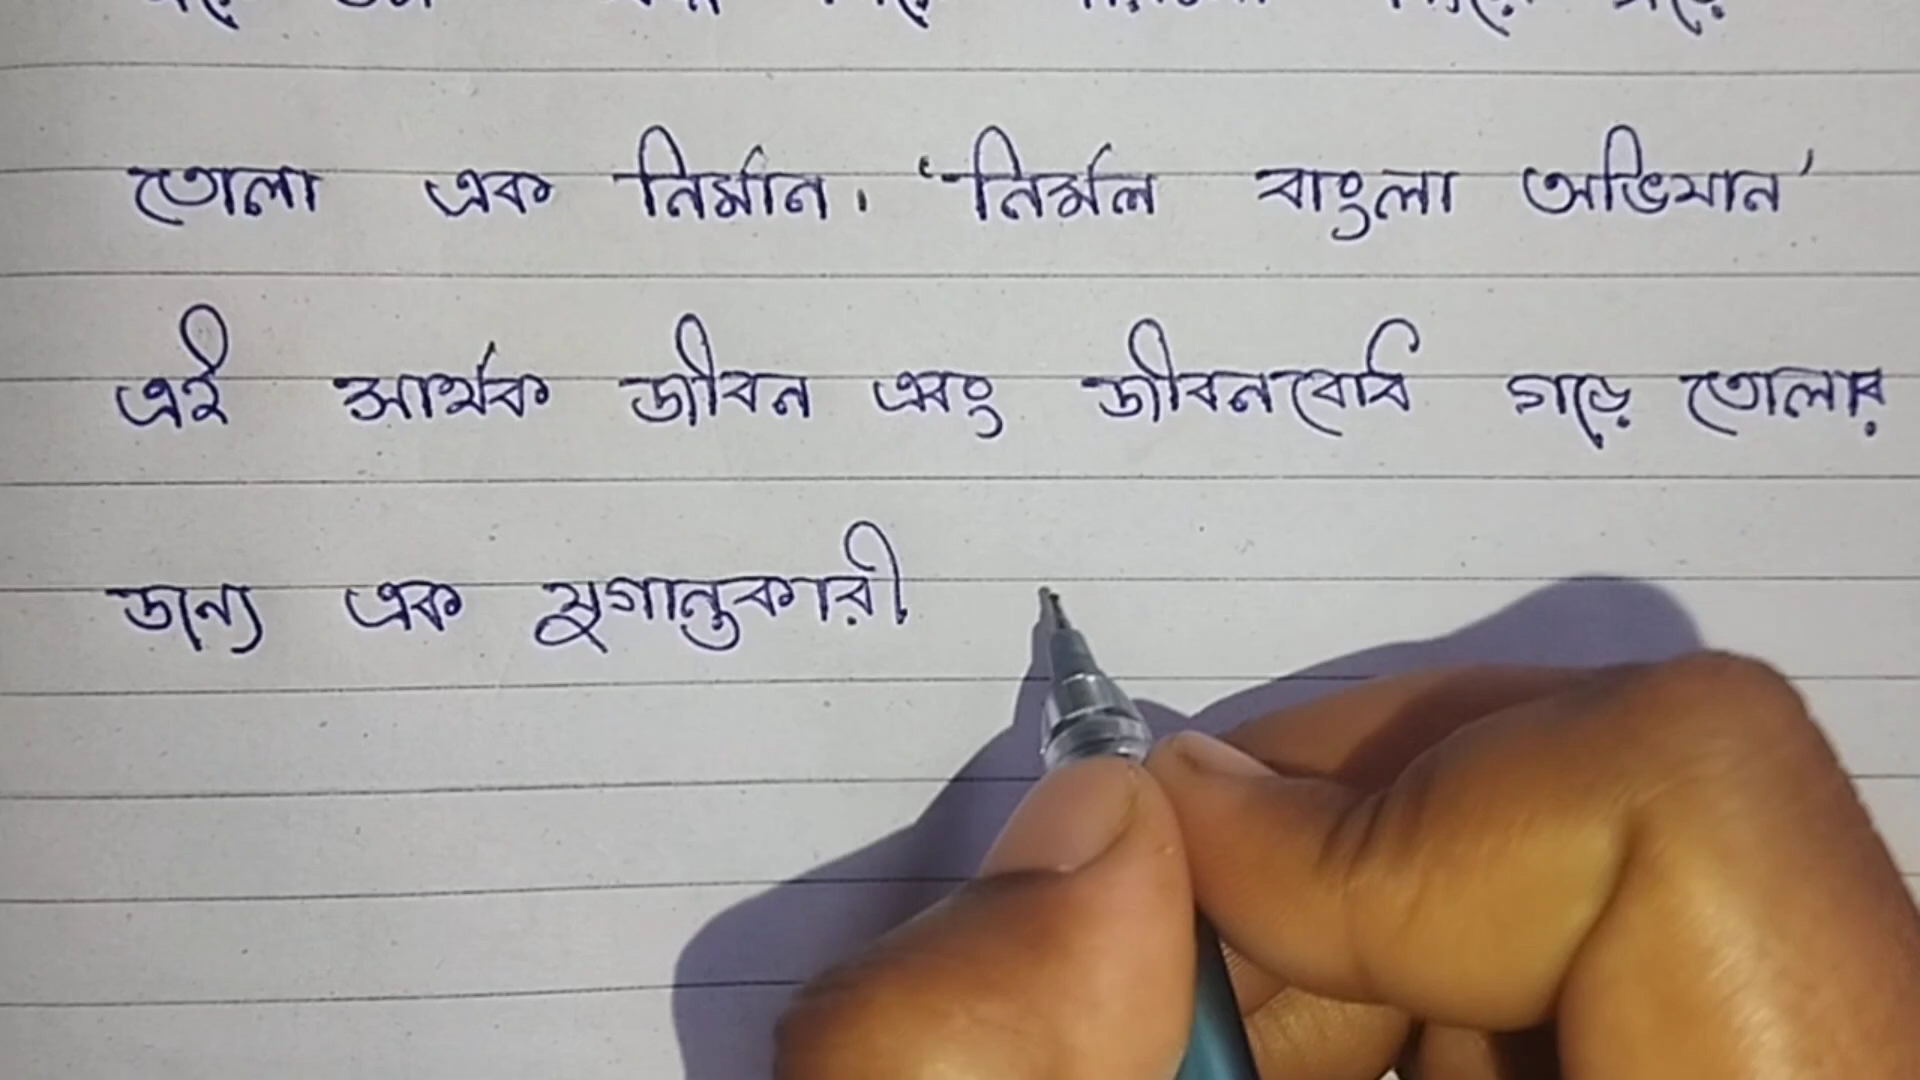 তোলা এক নির্মান। ‘নির্মল বাংলা অভিযান’
এই সার্থক জীবন এবং জীবনবোধ গড়ে তোলার
জন্য এক যুগান্তকারী